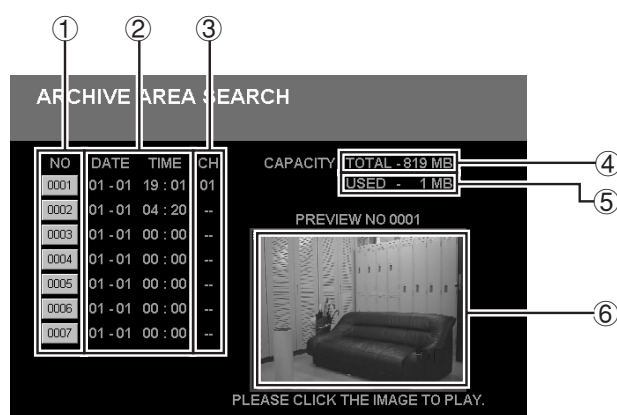 ① ② ③
ARCHIVE AREA SEARCH
NO DATE TIME CH CAPACITY TOTAL - 819 MB ④
0001 01 - 01 19 : 01 01 USED - 1 MB ⑤
0002 01 - 01 04 : 20 --
PREVIEW NO 0001
0003 01 - 01 00 : 00 --
0004 01 - 01 00 : 00 --
0005 01 - 01 00 : 00 --
0006 01 - 01 00 : 00 -- ⑥
0007 01 - 01 00 : 00 --
PLEASE CLICK THE IMAGE TO PLAY.